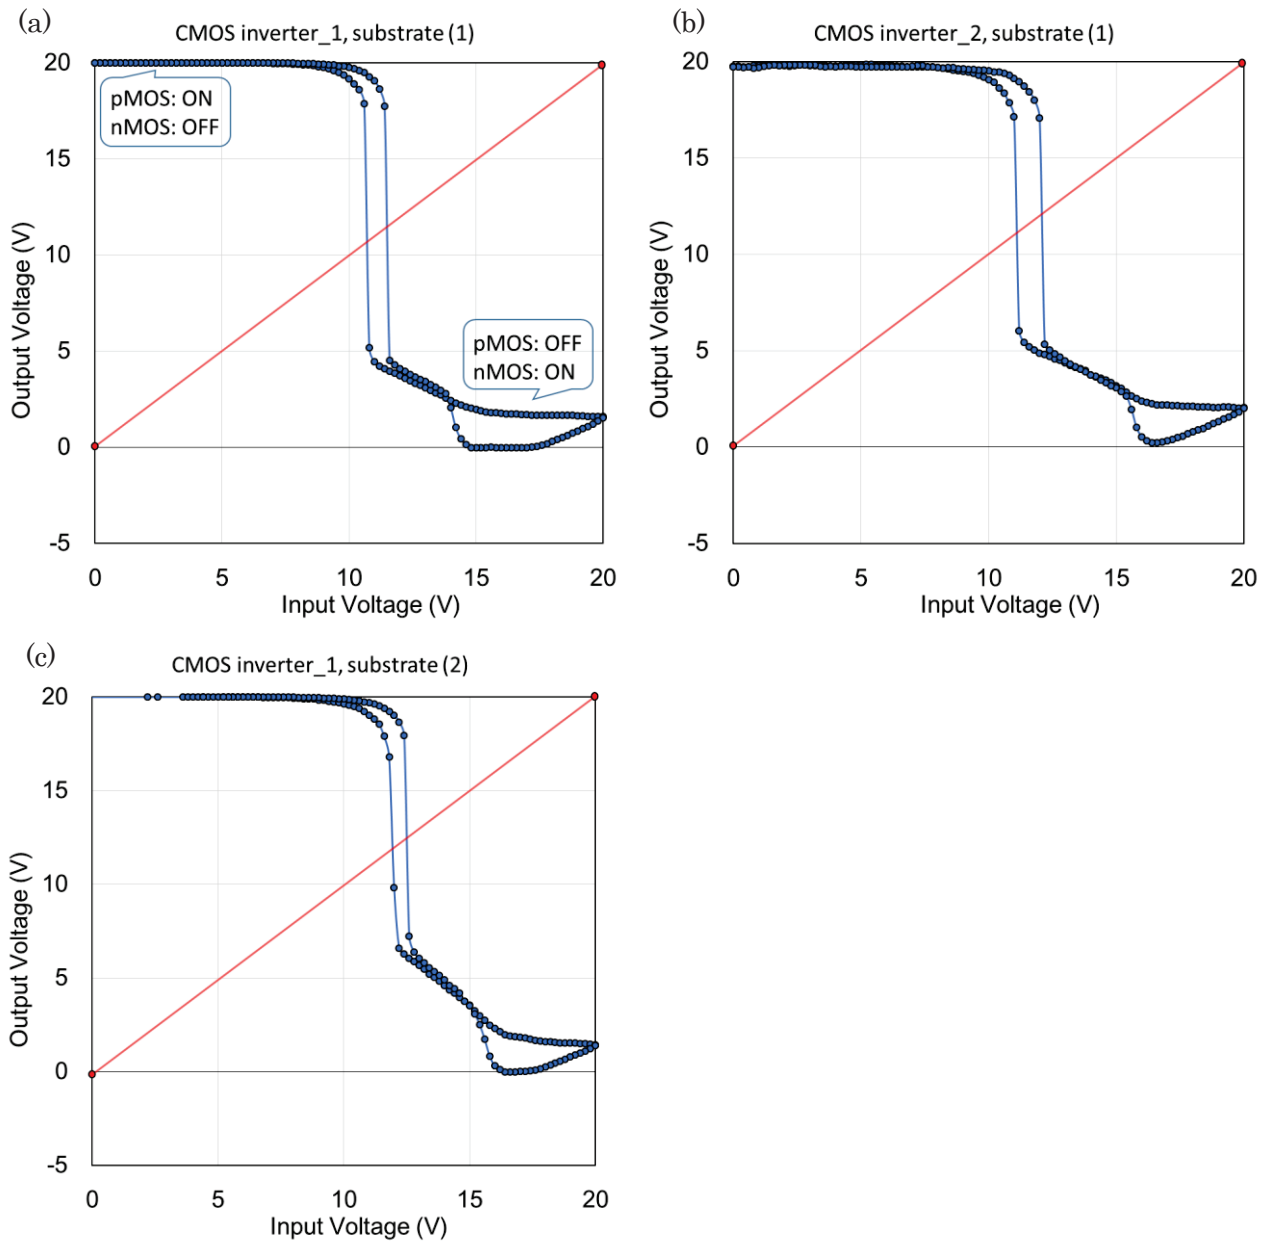 (a)
CMOS inverter_1, substrate (1)
20
15
10
5
0
-5
Output Voltage (V)
pMOS: ON
nMOS: OFF
pMOS: OFF
nMOS: ON
0 5 10 15 20
Input Voltage (V)
(b)
CMOS inverter_2, substrate (1)
20
15
10
5
0
-5
Output Voltage (V)
0 5 10 15 20
Input Voltage (V)
(c)
CMOS inverter_1, substrate (2)
20
15
10
5
0
-5
Output Voltage (V)
0 5 10 15 20
Input Voltage (V)